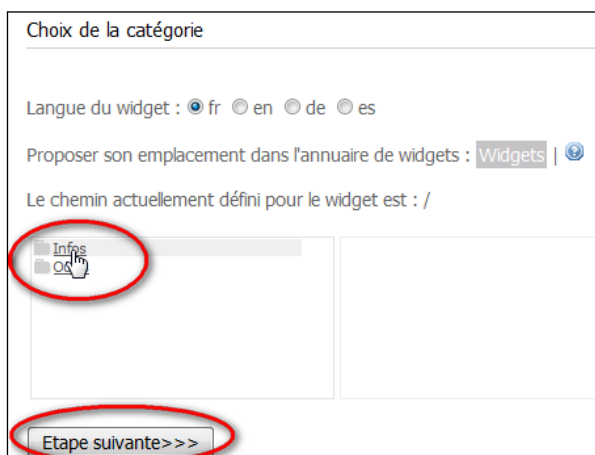 Choix de la catégorie
Langue du widget : fr en de es
Proposer son emplacement dans l'annuaire de widgets : Widgets | ?
Le chemin actuellement défini pour le widget est : /
Infos
Etape suivante>>>